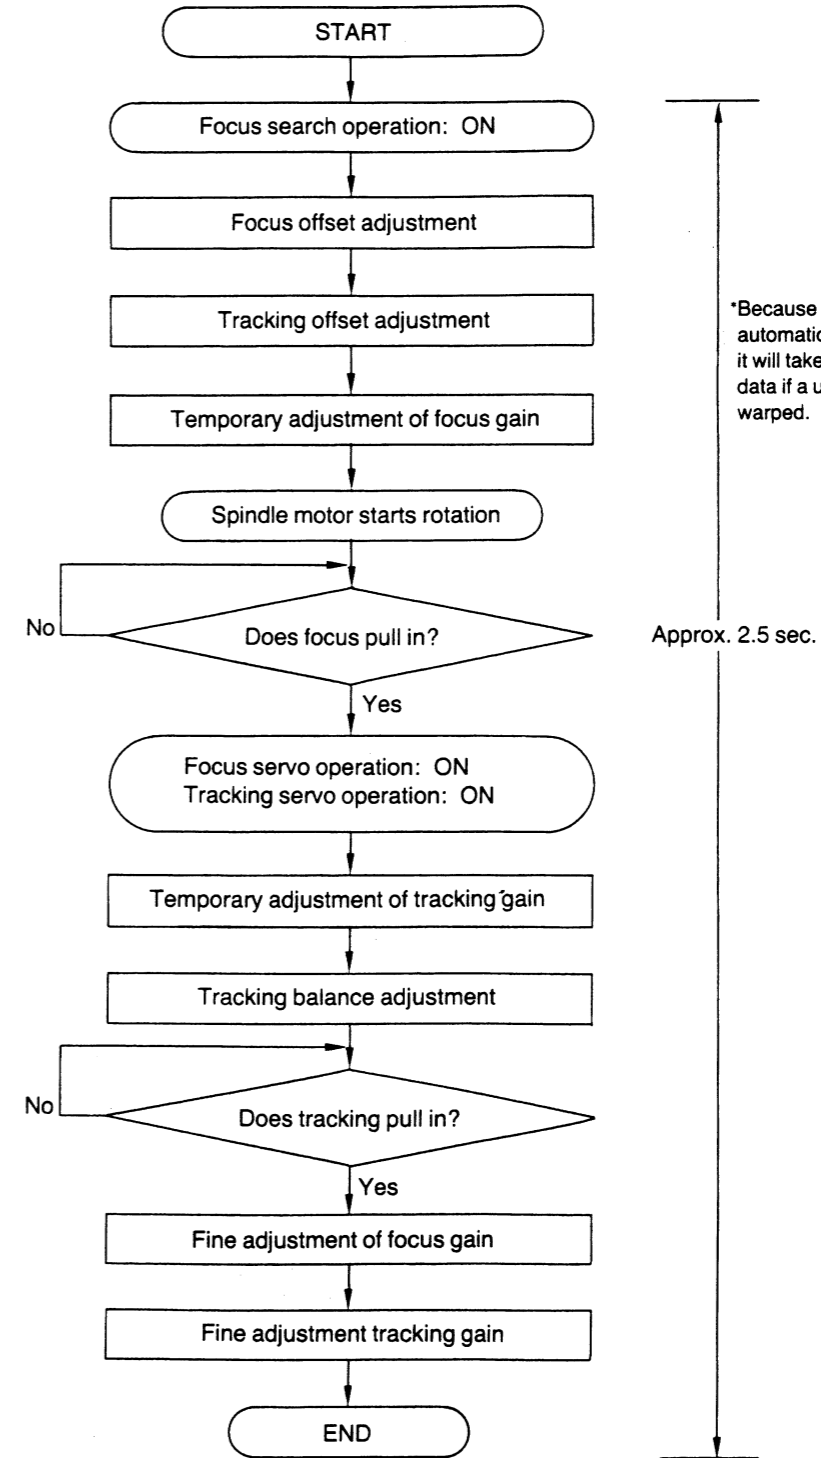 START
Focus search operation: ON
Focus offset adjustment
Tracking offset adjustment
*Because
automatic
it will take
data if a u
warped.
Temporary adjustment of focus gain
Spindle motor starts rotation
No
Does focus pull in?
Approx. 2.5 sec.
Yes
Focus servo operation: ON
Tracking servo operation: ON
Temporary adjustment of tracking gain
Tracking balance adjustment
No
Does tracking pull in?
Yes
Fine adjustment of focus gain
Fine adjustment tracking gain
END